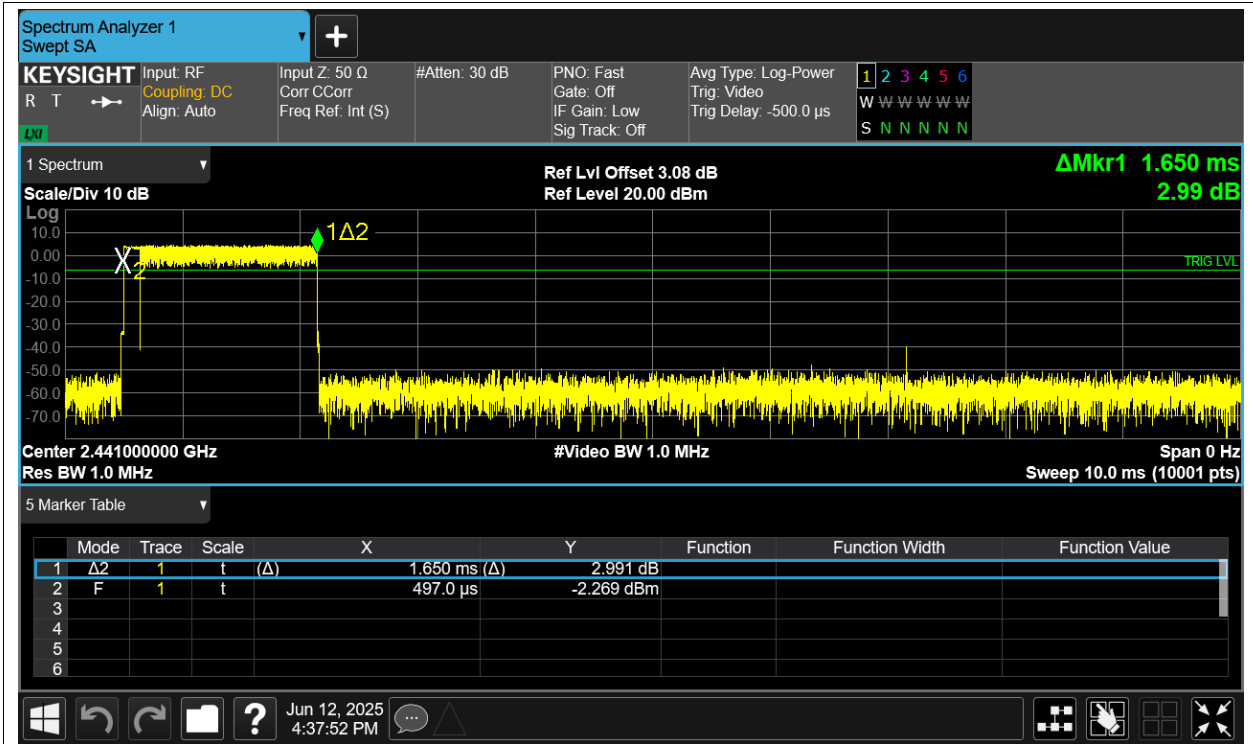 Spectrum Analyzer 1
Swept SA
KEYSIGHT
R T
LXI
Input: RF
Coupling: DC
Align: Auto
Input Z: 50 Ω
Corr CCorr
Freq Ref: Int (S)
#Atten: 30 dB
PNO: Fast
Gate: Off
IF Gain: Low
Sig Track: Off
Avg Type: Log-Power
Trig: Video
Trig Delay: -500.0 µs
1 2 3 4 5 6
W W W W W W
S N N N N N
1 Spectrum
Scale/Div 10 dB
Ref Lvl Offset 3.08 dB
Ref Level 20.00 dBm
ΔMkr1 1.650 ms
2.99 dB
Log
10.0
0.00
-10.0
-20.0
-30.0
-40.0
-50.0
-60.0
-70.0
1Δ2
X2
TRIG LVL
Center 2.441000000 GHz
#Video BW 1.0 MHz
Span 0 Hz
Res BW 1.0 MHz
Sweep 10.0 ms (10001 pts)
5 Marker Table
Mode Trace Scale X Y Function Function Width Function Value
1 Δ2 1 t (Δ) 1.650 ms (Δ) 2.991 dB
2 F 1 t 497.0 µs -2.269 dBm
3
4
5
6
?
Jun 12, 2025
4:37:52 PM